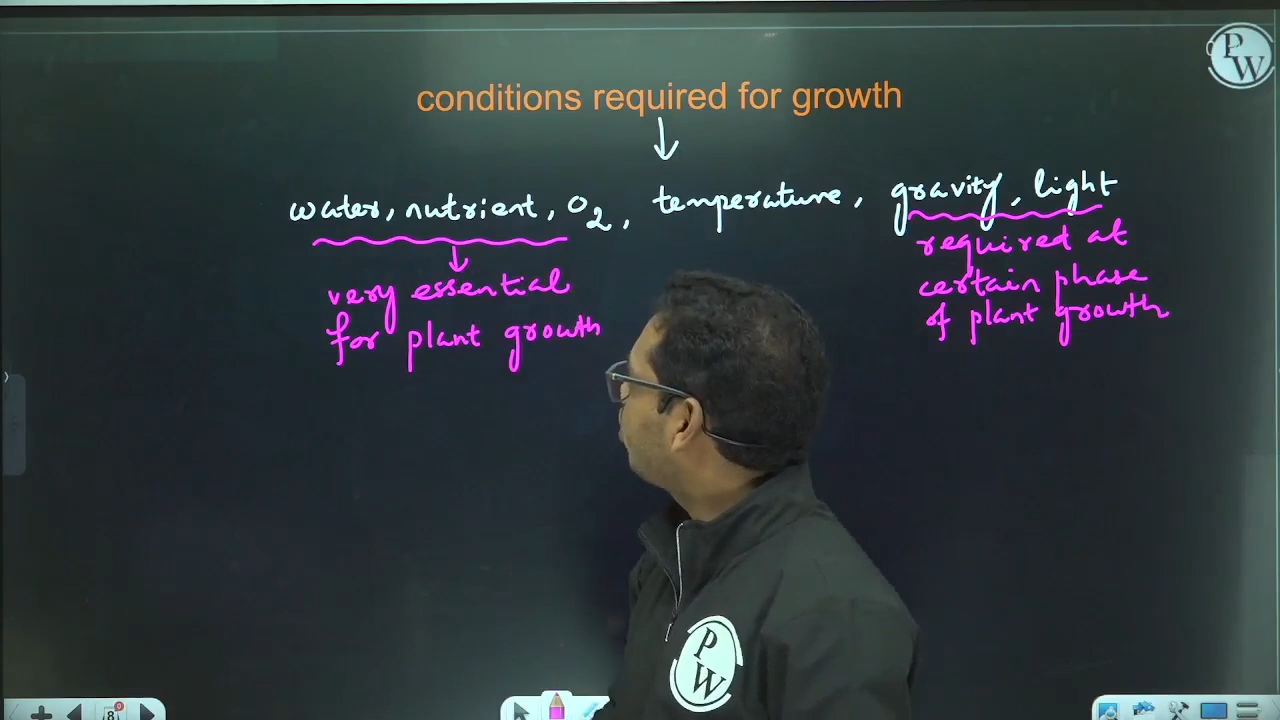 PW
conditions required for growth
↓
water, nutrient, O₂, temperature, gravity, light
↓
very essential
for plant growth
required at
certain phase
of plant growth
PW
8